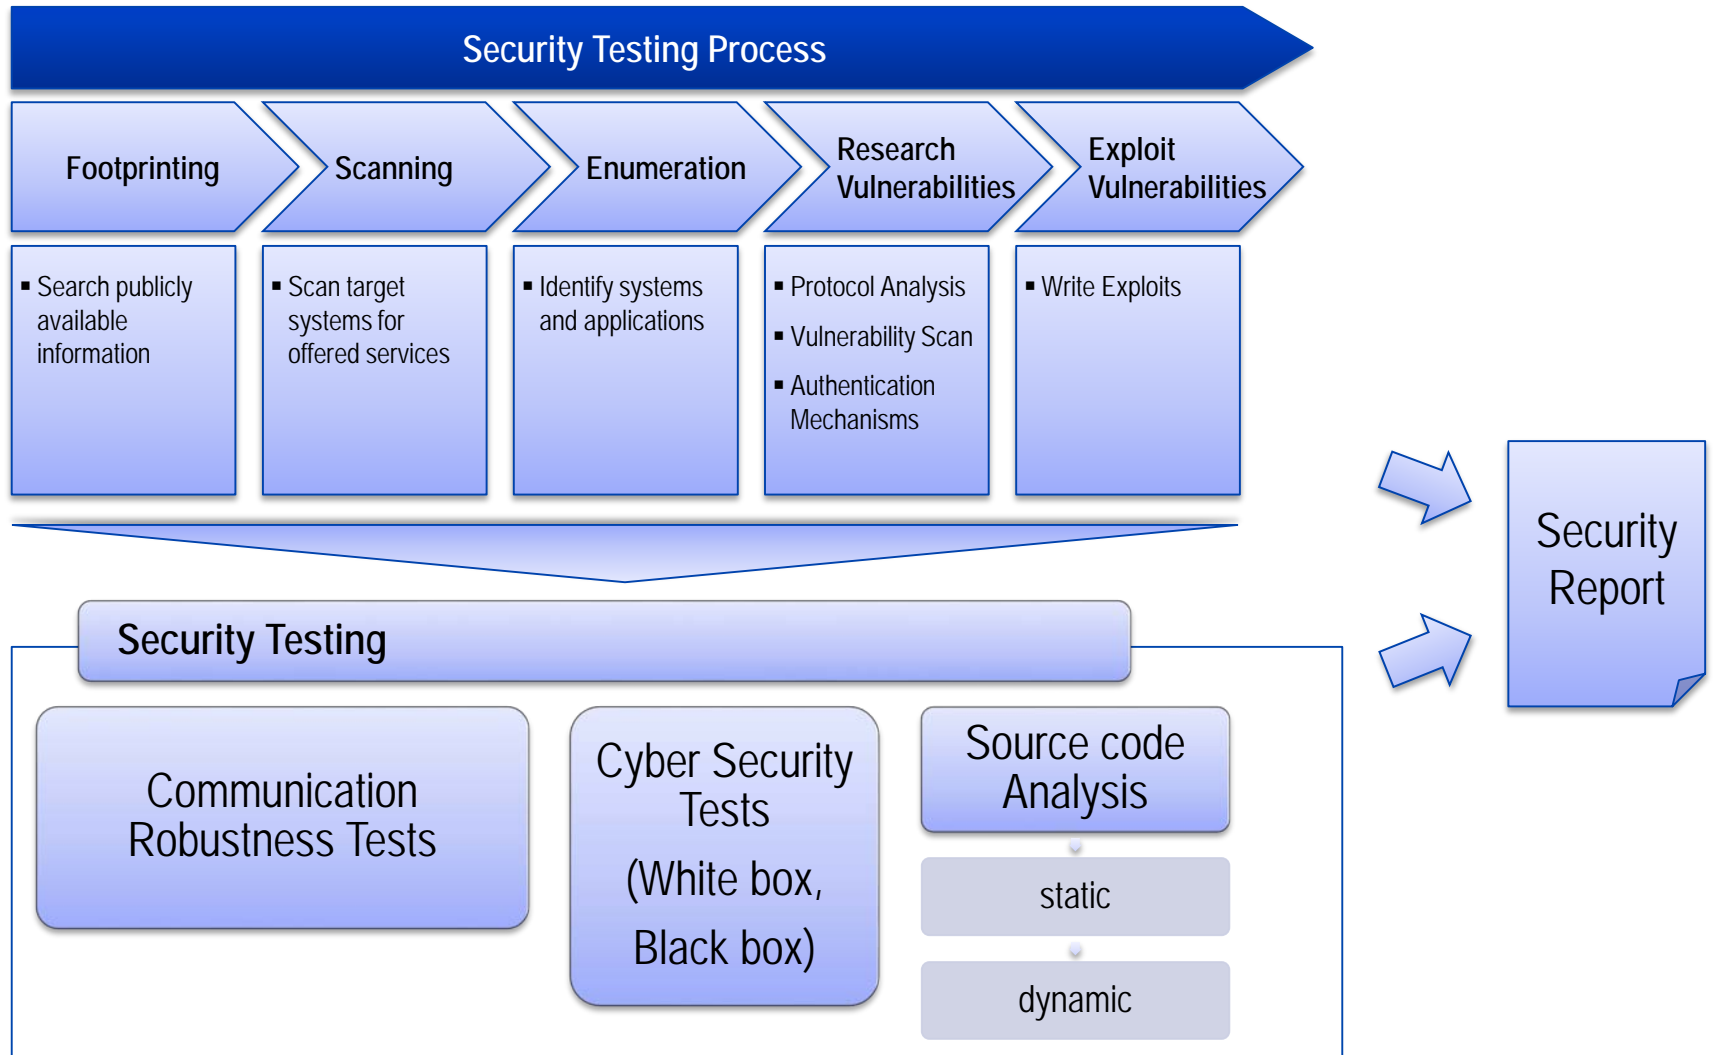 Security Testing Process
Footprinting
Scanning
Enumeration
Research
Vulnerabilities
Exploit
Vulnerabilities
▪ Search publicly
available
information
▪ Scan target
systems for
offered services
▪ Identify systems
and applications
▪ Protocol Analysis
▪ Vulnerability Scan
▪ Authentication
Mechanisms
▪ Write Exploits
Security
Report
Security Testing
Communication
Robustness Tests
Cyber Security
Tests
(White box,
Black box)
Source code
Analysis
static
dynamic